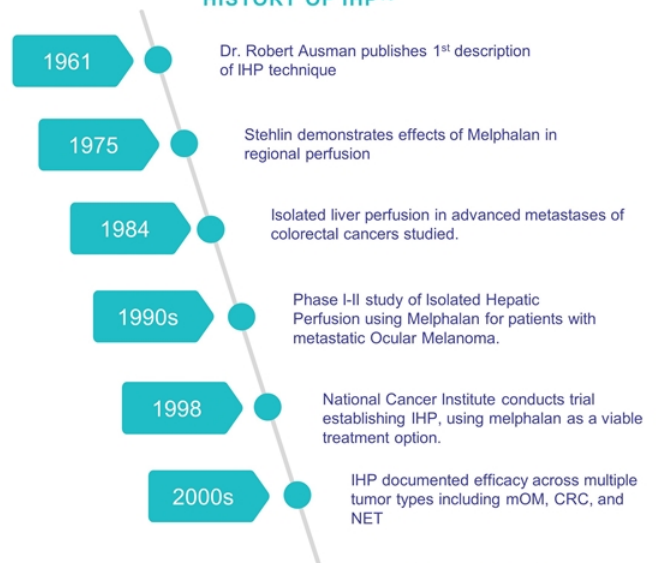 HISTORY OF IHP
1961
Dr. Robert Ausman publishes 1st description
of IHP technique
1975
Stehlin demonstrates effects of Melphalan in
regional perfusion
1984
Isolated liver perfusion in advanced metastases of
colorectal cancers studied.
1990s
Phase I-II study of Isolated Hepatic
Perfusion using Melphalan for patients with
metastatic Ocular Melanoma.
1998
National Cancer Institute conducts trial
establishing IHP, using melphalan as a viable
treatment option.
2000s
IHP documented efficacy across multiple
tumor types including mOM, CRC, and
NET